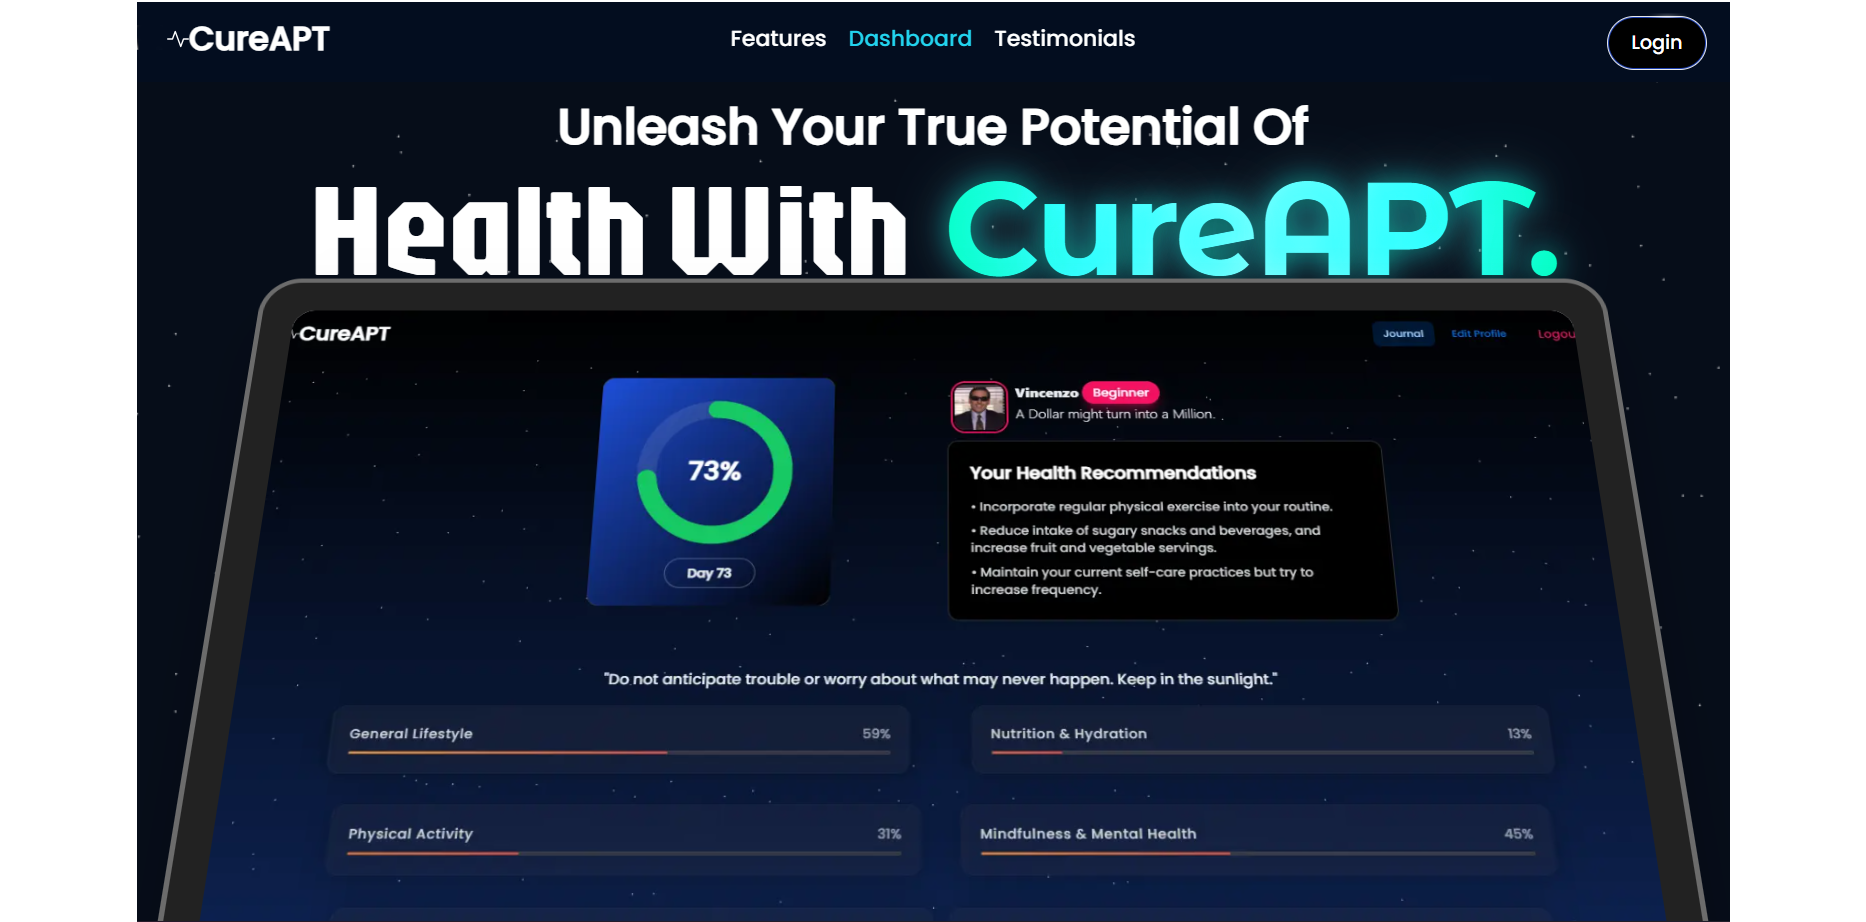 CureAPT
Features Dashboard Testimonials
Login
Unleash Your True Potential Of
Health With CureAPT.
CureAPT
Journal Edit Profile Logou
73%
Day 73
Vincenzo Beginner
A Dollar might turn into a Million.
Your Health Recommendations
• Incorporate regular physical exercise into your routine.
• Reduce intake of sugary snacks and beverages, and
increase fruit and vegetable servings.
• Maintain your current self-care practices but try to
increase frequency.
"Do not anticipate trouble or worry about what may never happen. Keep in the sunlight."
General Lifestyle 59%
Nutrition & Hydration 13%
Physical Activity 31%
Mindfulness & Mental Health 45%